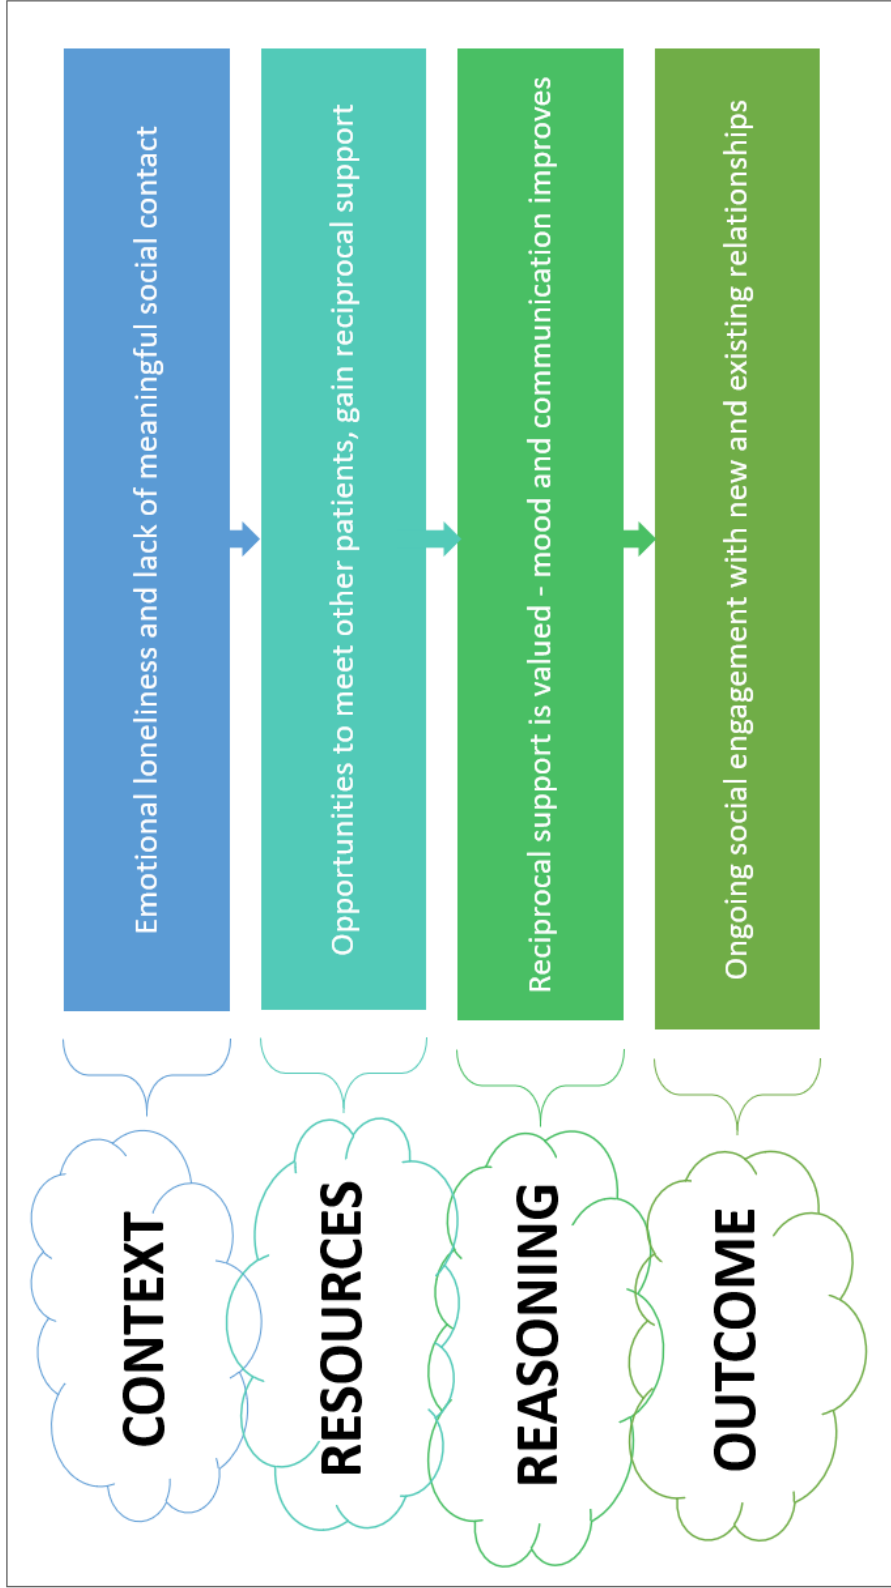 CONTEXT
Emotional loneliness and lack of meaningful social contact
RESOURCES
Opportunities to meet other patients, gain reciprocal support
REASONING
Reciprocal support is valued - mood and communication improves
OUTCOME
Ongoing social engagement with new and existing relationships